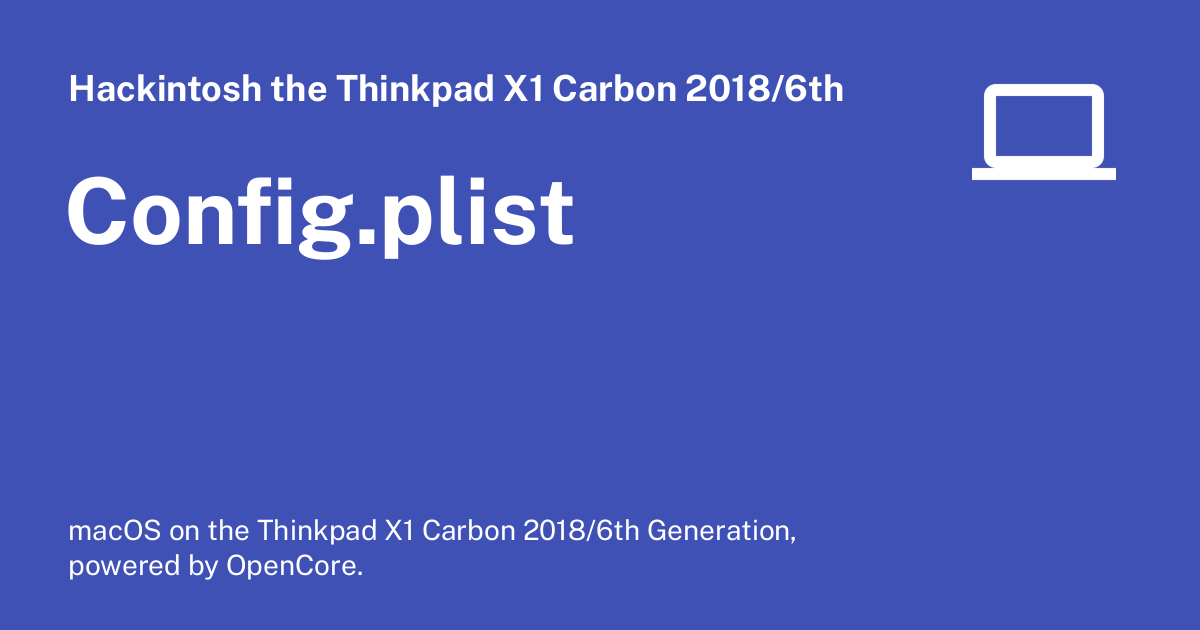 Hackintosh the Thinkpad X1 Carbon 2018/6th
Config.plist
macOS on the Thinkpad X1 Carbon 2018/6th Generation,
powered by OpenCore.